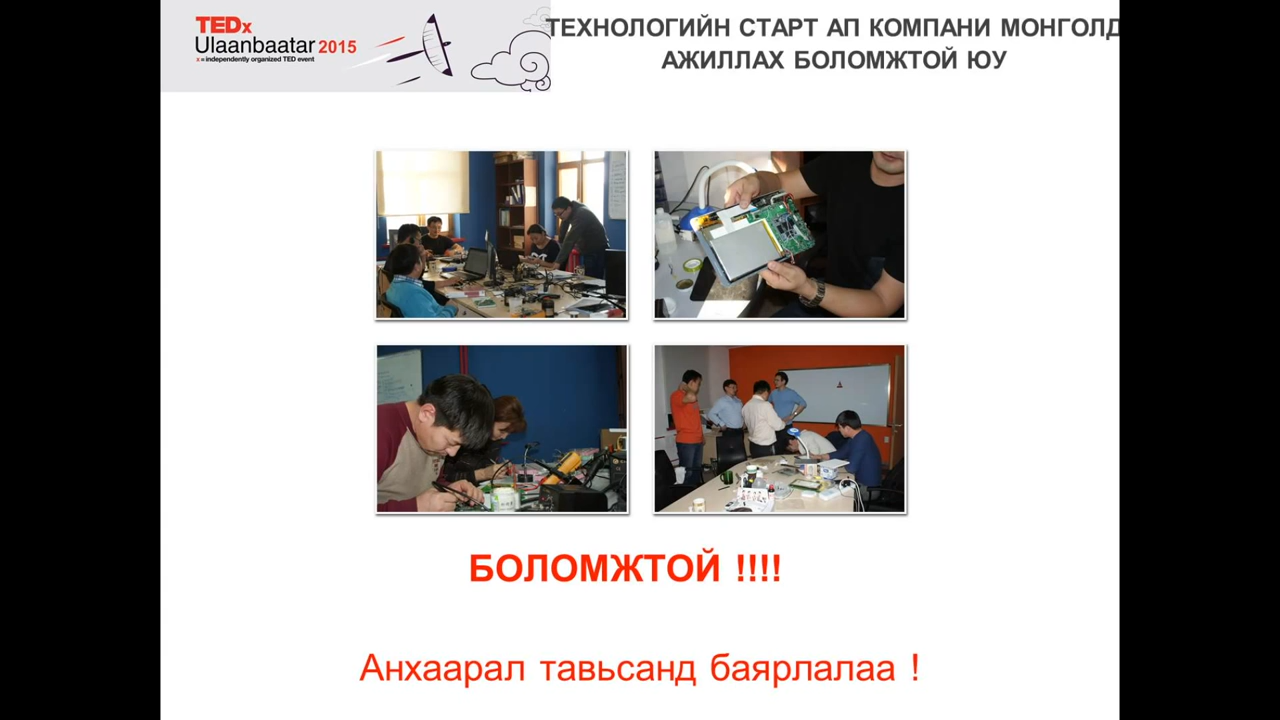 TEDx
Ulaanbaatar 2015
x = independently organized TED event
ТЕХНОЛОГИЙН СТАРТ АП КОМПАНИ МОНГОЛД
АЖИЛЛАХ БОЛОМЖТОЙ ЮУ
БОЛОМЖТОЙ !!!!
Анхаарал тавьсанд баярлалаа !